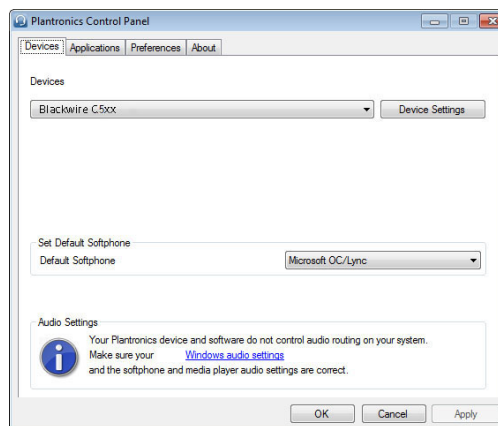 Plantronics Control Panel
Devices Applications Preferences About
Devices
Blackwire C5xx Device Settings
Set Default Softphone
Default Softphone Microsoft OC/Lync
Audio Settings
Your Plantronics device and software do not control audio routing on your system.
Make sure your Windows audio settings
and the softphone and media player audio settings are correct.
OK Cancel Apply